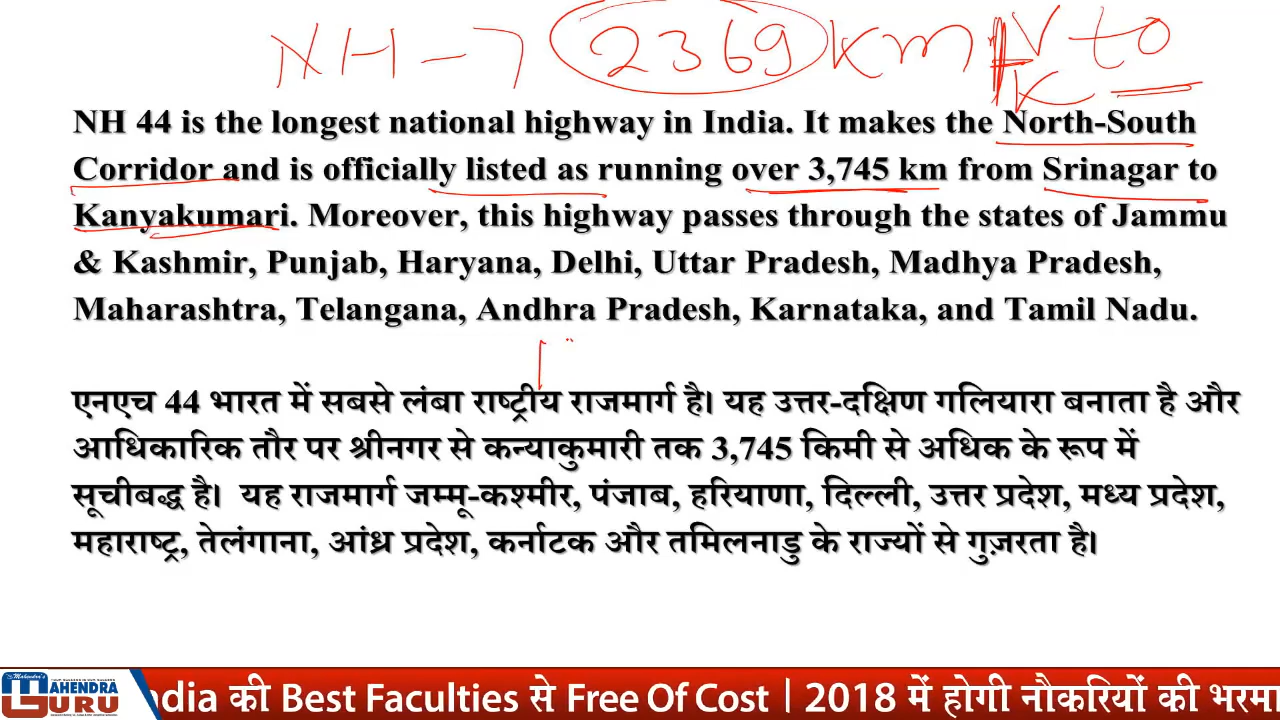 NH-7 2369 km N to
K
NH 44 is the longest national highway in India. It makes the North-South
Corridor and is officially listed as running over 3,745 km from Srinagar to
Kanyakumari. Moreover, this highway passes through the states of Jammu
& Kashmir, Punjab, Haryana, Delhi, Uttar Pradesh, Madhya Pradesh,
Maharashtra, Telangana, Andhra Pradesh, Karnataka, and Tamil Nadu.
एनएच 44 भारत में सबसे लंबा राष्ट्रीय राजमार्ग है। यह उत्तर-दक्षिण गलियारा बनाता है और
आधिकारिक तौर पर श्रीनगर से कन्याकुमारी तक 3,745 किमी से अधिक के रूप में
सूचीबद्ध है। यह राजमार्ग जम्मू-कश्मीर, पंजाब, हरियाणा, दिल्ली, उत्तर प्रदेश, मध्य प्रदेश,
महाराष्ट्र, तेलंगाना, आंध्र प्रदेश, कर्नाटक और तमिलनाडु के राज्यों से गुज़रता है।
Mahendra's
MAHENDRA
GURU
ndia की Best Faculties से Free Of Cost | 2018 में होगी नौकरियों की भरमा